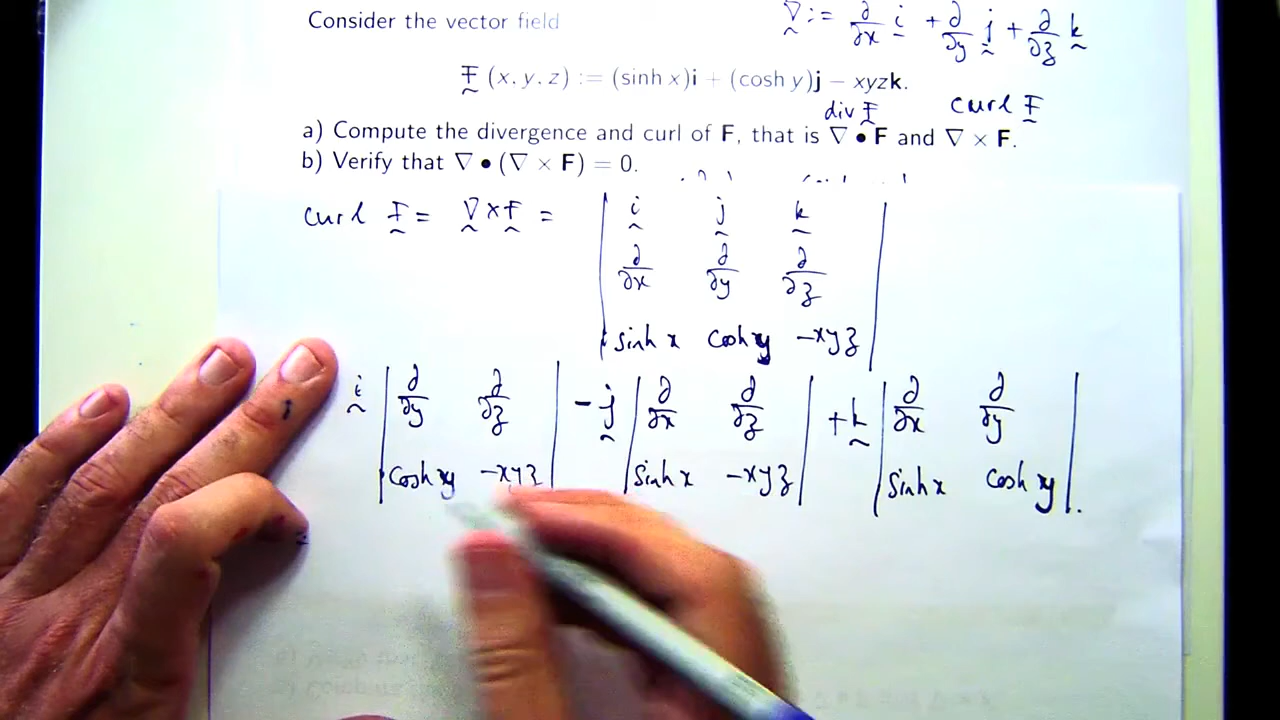 Consider the vector field
∇ := ∂/∂x i + ∂/∂y j + ∂/∂z k
F (x. y. z) := (sinh x)i + (cosh y)j − xyzk.
div F curl F
a) Compute the divergence and curl of F, that is ∇ • F and ∇ × F.
b) Verify that ∇ • (∇ × F) = 0.
curl F = ∇ × F = | i j k |
∂/∂x ∂/∂y ∂/∂z
sinh x cosh y −xyz
i | ∂/∂y ∂/∂z | − j | ∂/∂x ∂/∂z | + k | ∂/∂x ∂/∂y |
cosh y −xyz sinh x −xyz sinh x cosh y .